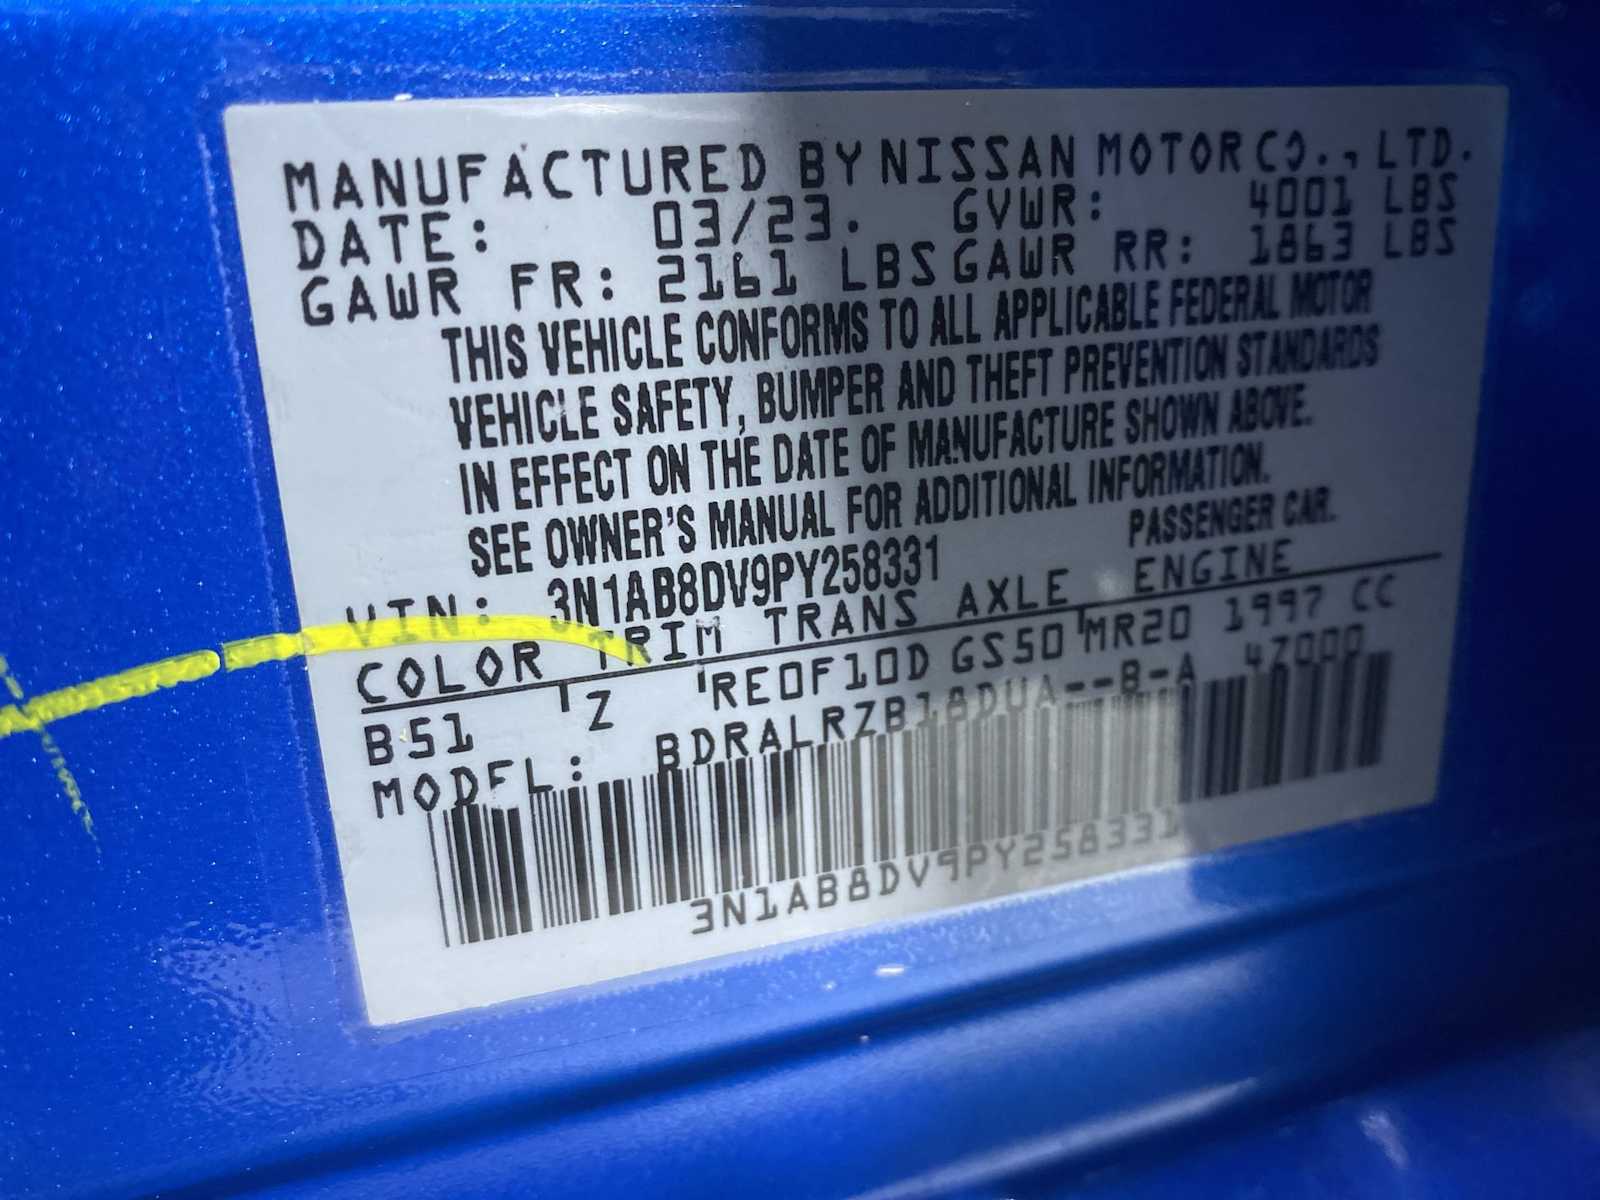 MANUFACTURED BY NISSAN MOTOR CO., LTD.
DATE: 03/23. GVWR: 4001 LBS
GAWR FR: 2161 LBS GAWR RR: 1863 LBS
THIS VEHICLE CONFORMS TO ALL APPLICABLE FEDERAL MOTOR
VEHICLE SAFETY, BUMPER AND THEFT PREVENTION STANDARDS
IN EFFECT ON THE DATE OF MANUFACTURE SHOWN ABOVE.
SEE OWNER'S MANUAL FOR ADDITIONAL INFORMATION.
VIN: 3N1AB8DV9PY258331 PASSENGER CAR.
COLOR TRIM TRANS AXLE ENGINE
B51 Z RE0F10D GS50 MR20 1997 CC
MODEL: BDRALRZB18DUA--B-A 4Z000
3N1AB8DV9PY258331